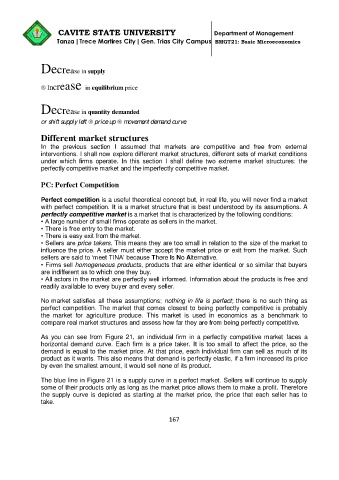 CAVITE STATE UNIVERSITY
Department of Management
Tanza | Trece Martires City | Gen. Trias City Campus
BMGT21: Basic Microeconomics
Decrease in supply
® increase in equilibrium price
Decrease in quantity demanded
or shift supply left ® price up ® movement demand curve
Different market structures
In the previous section I assumed that markets are competitive and free from external
interventions. I shall now explore different market structures, different sets of market conditions
under which firms operate. In this section I shall define two extreme market structures: the
perfectly competitive market and the imperfectly competitive market.
PC: Perfect Competition
Perfect competition is a useful theoretical concept but, in real life, you will never find a market
with perfect competition. It is a market structure that is best understood by its assumptions. A
perfectly competitive market is a market that is characterized by the following conditions:
• A large number of small firms operate as sellers in the market.
• There is free entry to the market.
• There is easy exit from the market.
• Sellers are price takers. This means they are too small in relation to the size of the market to
influence the price. A seller must either accept the market price or exit from the market. Such
sellers are said to 'meet TINA' because There Is No Alternative.
• Firms sell homogeneous products, products that are either identical or so similar that buyers
are indifferent as to which one they buy.
• All actors in the market are perfectly well informed. Information about the products is free and
readily available to every buyer and every seller.
No market satisfies all these assumptions; nothing in life is perfect; there is no such thing as
perfect competition. The market that comes closest to being perfectly competitive is probably
the market for agriculture produce. This market is used in economics as a benchmark to
compare real market structures and assess how far they are from being perfectly competitive.
As you can see from Figure 21, an individual firm in a perfectly competitive market faces a
horizontal demand curve. Each firm is a price taker. It is too small to affect the price, so the
demand is equal to the market price. At that price, each individual firm can sell as much of its
product as it wants. This also means that demand is perfectly elastic, if a firm increased its price
by even the smallest amount, it would sell none of its product.
The blue line in Figure 21 is a supply curve in a perfect market. Sellers will continue to supply
some of their products only as long as the market price allows them to make a profit. Therefore
the supply curve is depicted as starting at the market price, the price that each seller has to
take.
167